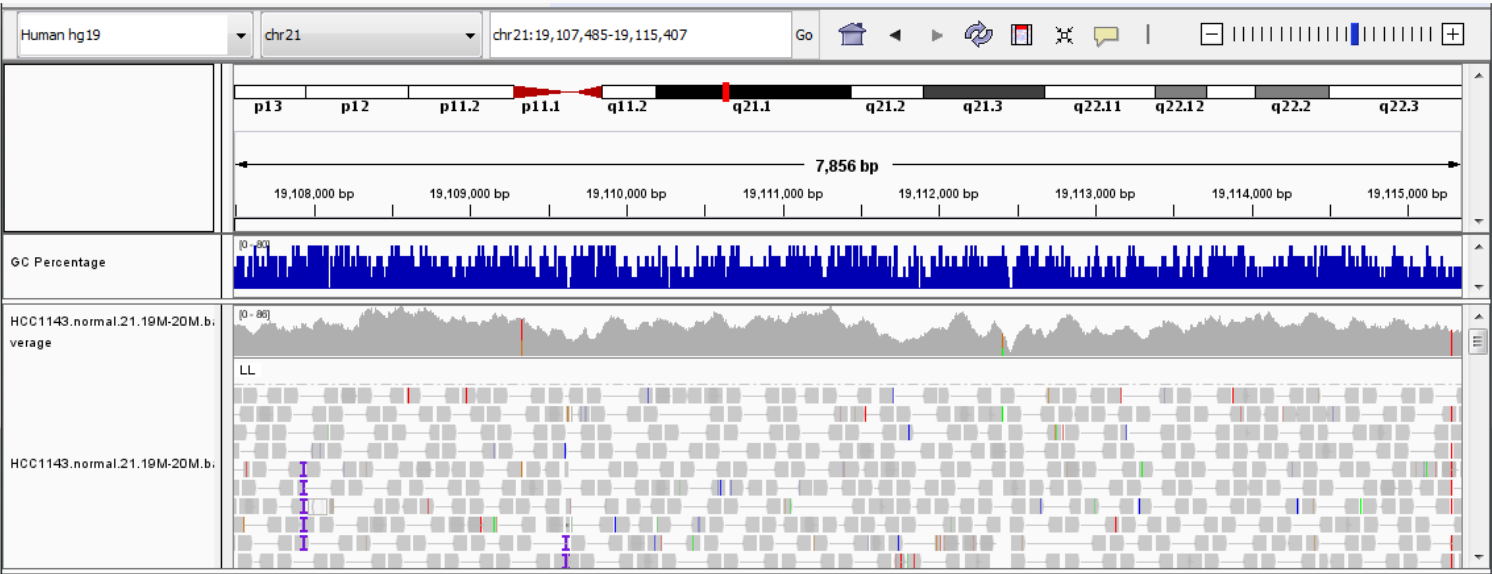 Human hg19 chr21 chr21:19,107,485-19,115,407 Go
p13 p12 p11.2 p11.1 q11.2 q21.1 q21.2 q21.3 q22.11 q22.12 q22.2 q22.3
7,856 bp
19,108,000 bp 19,109,000 bp 19,110,000 bp 19,111,000 bp 19,112,000 bp 19,113,000 bp 19,114,000 bp 19,115,000 bp
[0 - 80]
GC Percentage
[0 - 86]
HCC1143.normal.21.19M-20M.ba
verage
LL
HCC1143.normal.21.19M-20M.ba